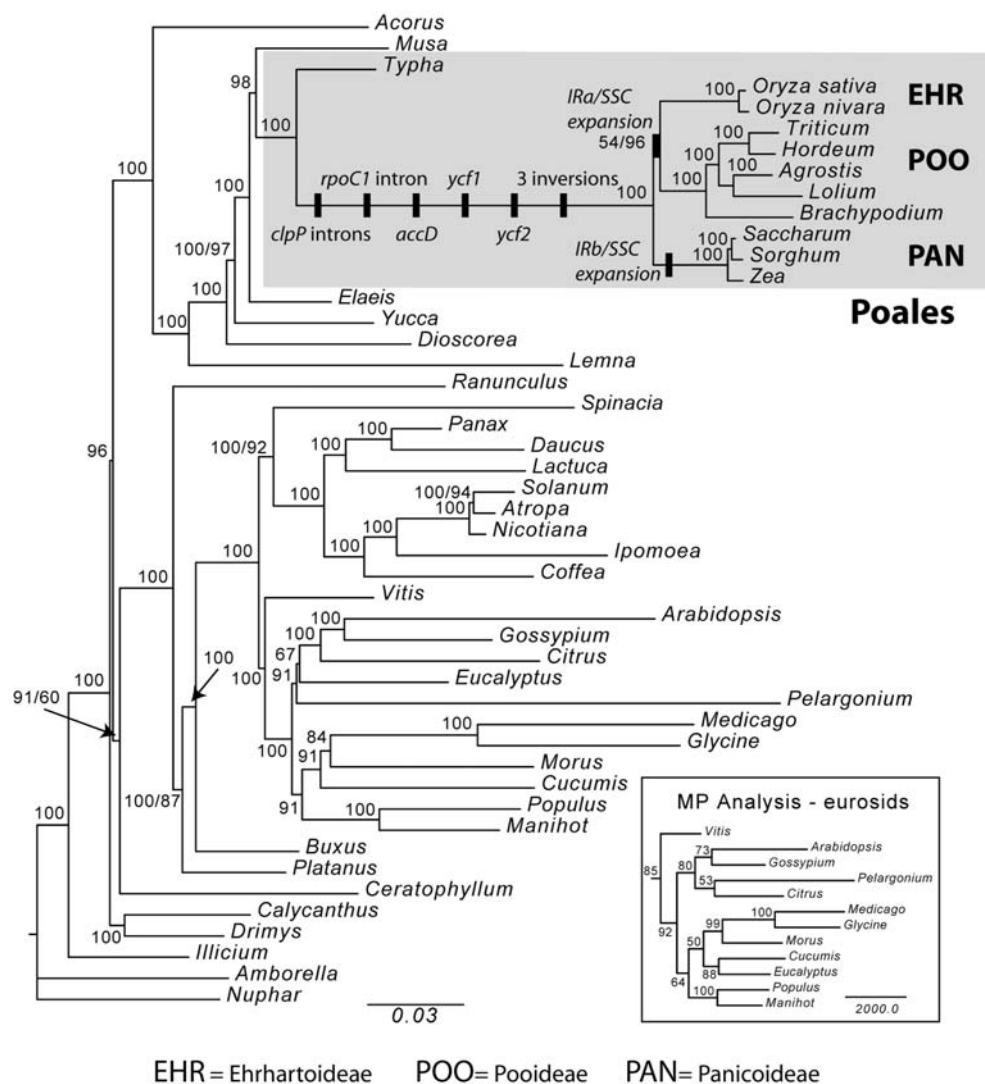 Acorus
Musa
Typha
98
100
IRa/SSC
expansion
54/96
100
Oryza sativa
Oryza nivara
EHR
100
Triticum
Hordeum
100
100
Agrostis
Lolium
POO
100
Brachypodium
100
rpoC1 intron
ycf1
3 inversions
100
clpP introns
accD
ycf2
IRb/SSC
expansion
100
100
Saccharum
Sorghum
Zea
PAN
Poales
100
100/97
100
100
Elaeis
Yucca
Dioscorea
Lemna
Ranunculus
Spinacia
96
100/92
100
100
Panax
Daucus
Lactuca
100
100/94
100
Solanum
Atropa
Nicotiana
100
100
Ipomoea
Coffea
100
100
Vitis
100
100
100
Arabidopsis
Gossypium
Citrus
67
91
Eucalyptus
Pelargonium
100
91/60
100
100
84
91
100
Medicago
Glycine
Morus
Cucumis
91
100
Populus
Manihot
100/87
Buxus
Platanus
Ceratophyllum
100
Calycanthus
Drimys
100
Illicium
Amborella
Nuphar
0.03
MP Analysis - eurosids
Vitis
85
80
73
Arabidopsis
Gossypium
53
Pelargonium
Citrus
92
50
99
100
Medicago
Glycine
Morus
88
Cucumis
Eucalyptus
64
100
Populus
Manihot
2000.0
EHR = Ehrhartoideae POO= Pooideae PAN= Panicoideae